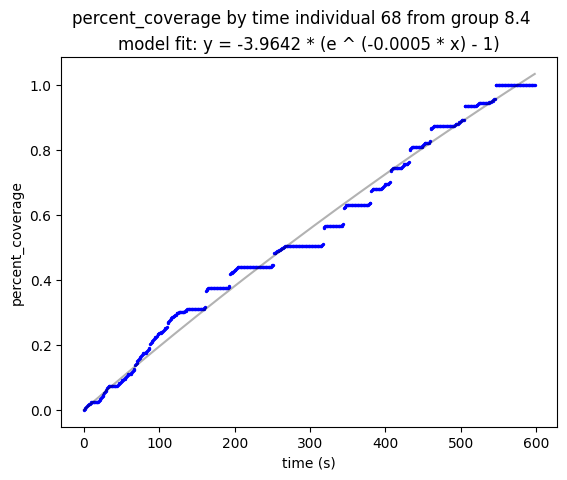 percent_coverage by time individual 68 from group 8.4
model fit: y = -3.9642 * (e ^ (-0.0005 * x) - 1)
1.0
0.8
0.6
0.4
0.2
0.0
percent_coverage
0 100 200 300 400 500 600
time (s)